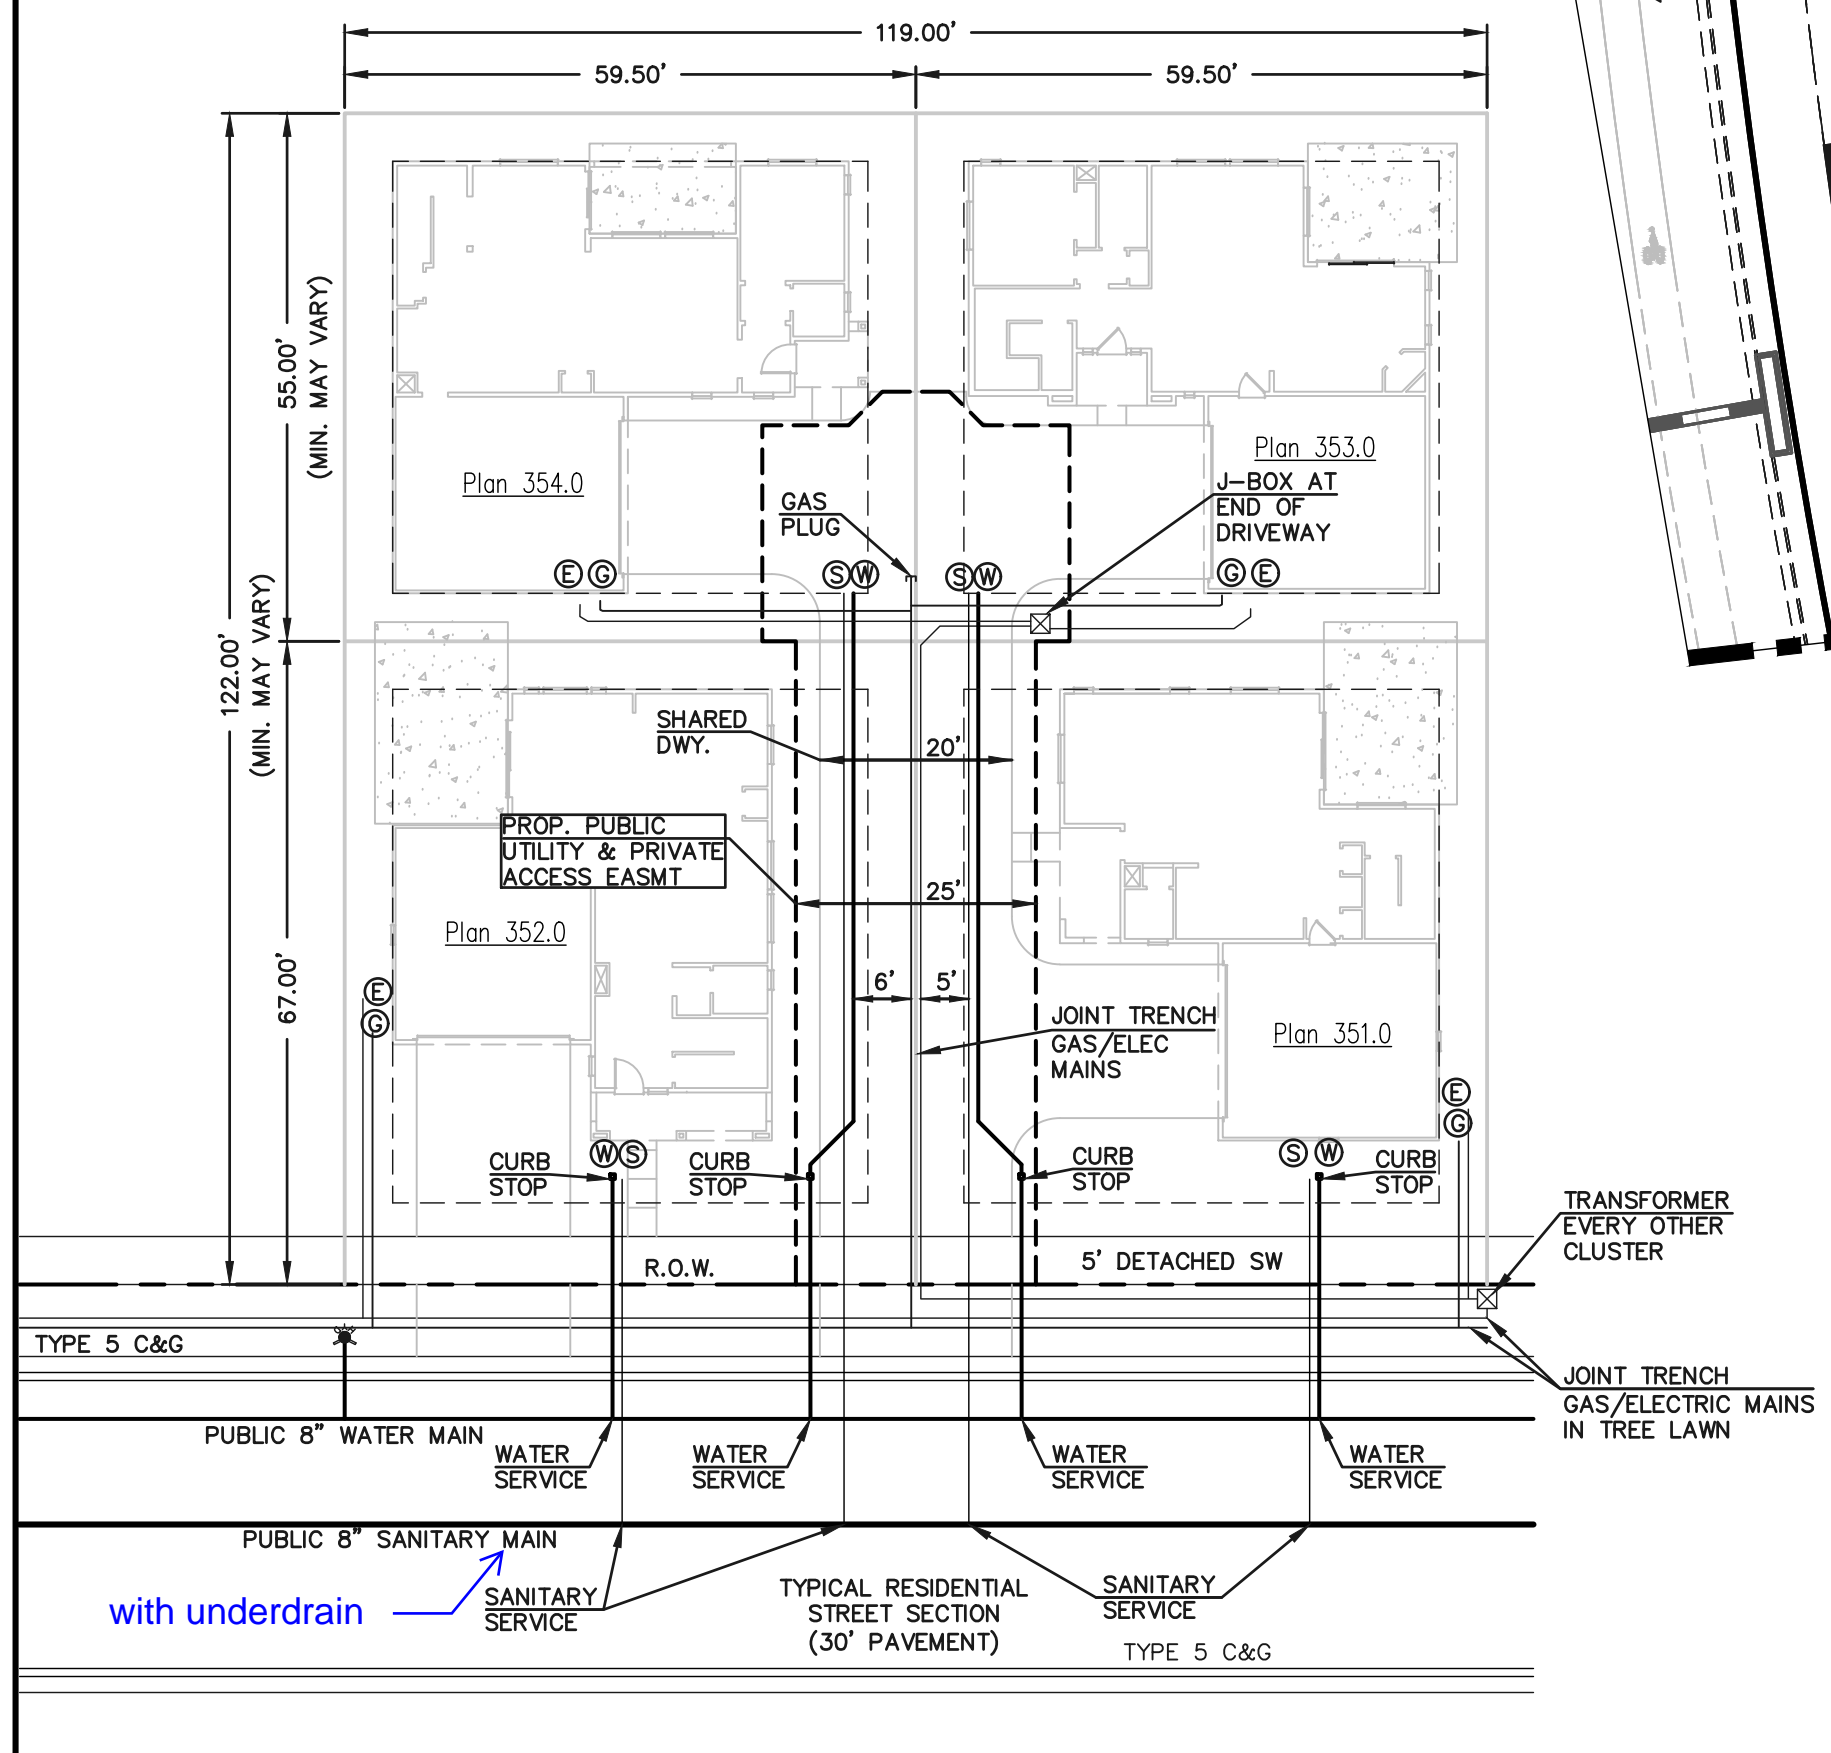 119.00'
59.50'
59.50'
122.00'
(MIN. MAY VARY)
55.00'
(MIN. MAY VARY)
67.00'
Plan 354.0
Plan 353.0
GAS
PLUG
J-BOX AT
END OF
DRIVEWAY
E G
S W
S W
G E
SHARED
DWY.
20'
PROP. PUBLIC
UTILITY & PRIVATE
ACCESS EASMT
25'
Plan 352.0
6'
5'
E
G
JOINT TRENCH
GAS/ELEC
MAINS
Plan 351.0
E
G
W S
S W
CURB
STOP
CURB
STOP
CURB
STOP
CURB
STOP
TRANSFORMER
EVERY OTHER
CLUSTER
R.O.W.
5' DETACHED SW
TYPE 5 C&G
JOINT TRENCH
GAS/ELECTRIC MAINS
IN TREE LAWN
PUBLIC 8" WATER MAIN
WATER
SERVICE
WATER
SERVICE
WATER
SERVICE
WATER
SERVICE
PUBLIC 8" SANITARY MAIN
with underdrain
SANITARY
SERVICE
TYPICAL RESIDENTIAL
STREET SECTION
(30' PAVEMENT)
SANITARY
SERVICE
TYPE 5 C&G